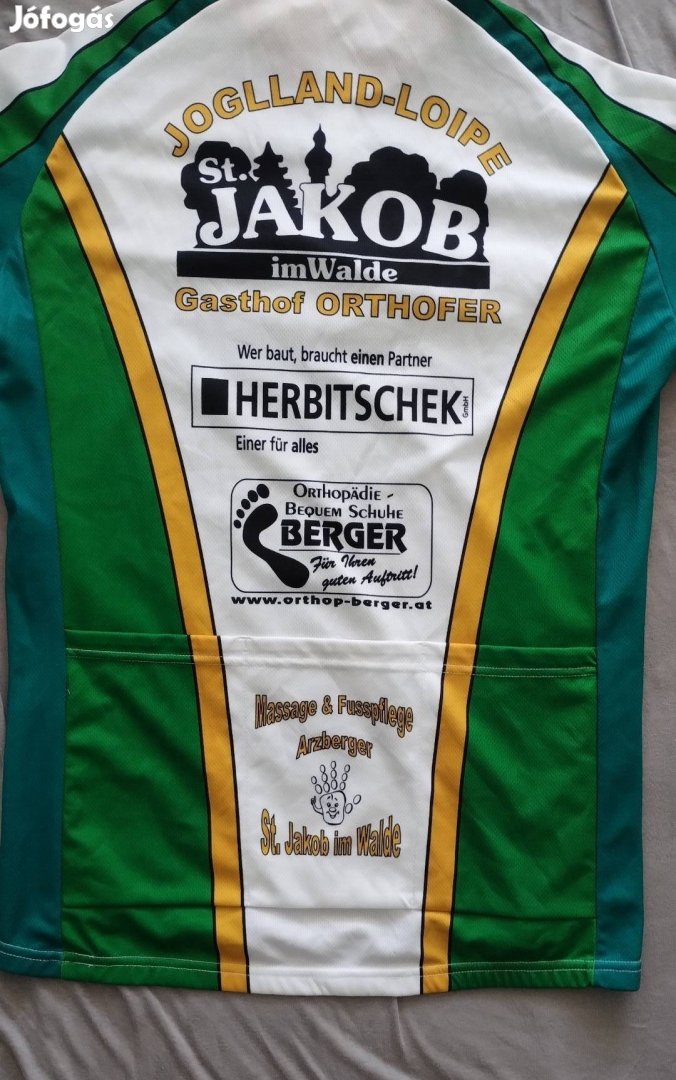 Jófogás
JOGLLAND-LOIPE
St.
JAKOB
imWalde
Gasthof ORTHOFER
Wer baut, braucht einen Partner
HERBITSCHEK GmbH
Einer für alles
ORTHOPÄDIE -
BEQUEM SCHUHE
BERGER
Für Ihren
guten Auftritt!
www.orthop-berger.at
Massage & Fusspflege
Arzberger
St. Jakob im Walde